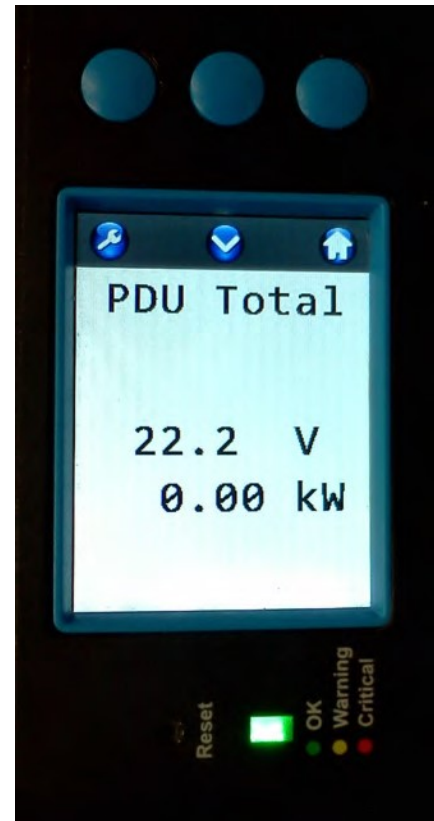 PDU Total
22.2 V
0.00 kW
Reset
OK
Warning
Critical